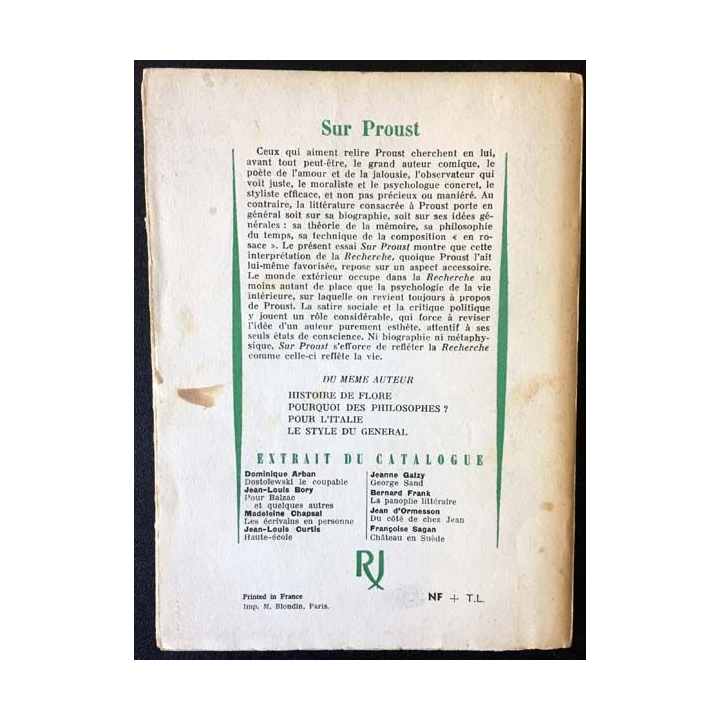 Sur Proust
Ceux qui aiment relire Proust cherchent en lui,
avant tout peut-être, le grand auteur comique, le
poète de l'amour et de la jalousie, l'observateur qui
voit juste, le moraliste et le psychologue concret, le
styliste efficace, et non pas précieux ou maniéré. Au
contraire, la littérature consacrée à Proust porte en
général soit sur sa biographie, soit sur ses idées gé-
nérales : sa théorie de la mémoire, sa philosophie
du temps, sa technique de la composition « en ro-
sace ». Le présent essai Sur Proust montre que cette
interprétation de la Recherche, quoique Proust l'ait
lui-même favorisée, repose sur un aspect accessoire.
Le monde extérieur occupe dans la Recherche au
moins autant de place que la psychologie de la vie
intérieure, sur laquelle on revient toujours à propos
de Proust. La satire sociale et la critique politique
y jouent un rôle considérable, qui force à reviser
l'idée d'un auteur purement esthète, attentif à ses
seuls états de conscience. Ni biographie ni métaphy-
sique, Sur Proust s'efforce de refléter la Recherche
comme celle-ci reflète la vie.
DU MEME AUTEUR
HISTOIRE DE FLORE
POURQUOI DES PHILOSOPHES ?
POUR L'ITALIE
LE STYLE DU GENERAL
EXTRAIT DU CATALOGUE
Dominique Arban
Dostoïewski le coupable
Jean-Louis Bory
Pour Balzac
et quelques autres
Madeleine Chapsal
Les écrivains en personne
Jean-Louis Curtis
Haute-école
Jeanne Galzy
George Sand
Bernard Frank
La panoplie littéraire
Jean d'Ormesson
Du côté de chez Jean
Françoise Sagan
Château en Suède
RJ
Printed in France
Imp. M. Blondin, Paris.
NF + T.L.